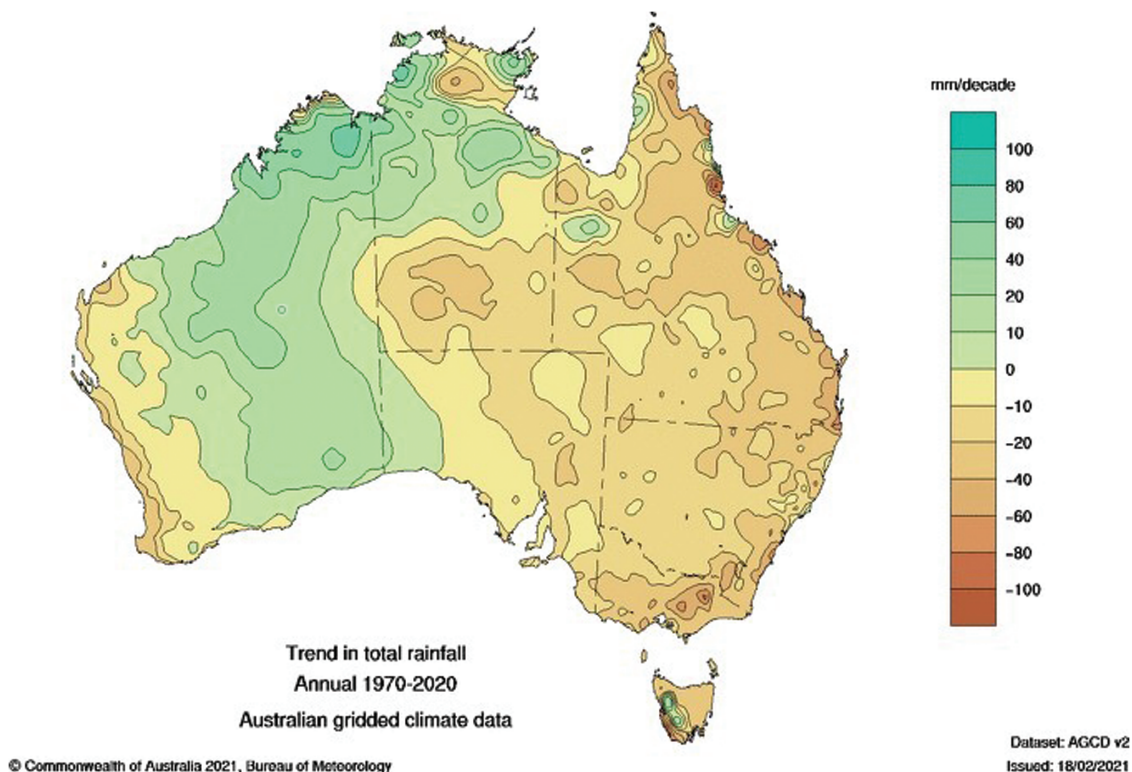 mm/decade
100
80
60
40
20
10
0
-10
-20
-40
-60
-80
-100
Trend in total rainfall
Annual 1970-2020
Australian gridded climate data
Dataset: AGCD v2
© Commonwealth of Australia 2021, Bureau of Meteorology
Issued: 18/02/2021